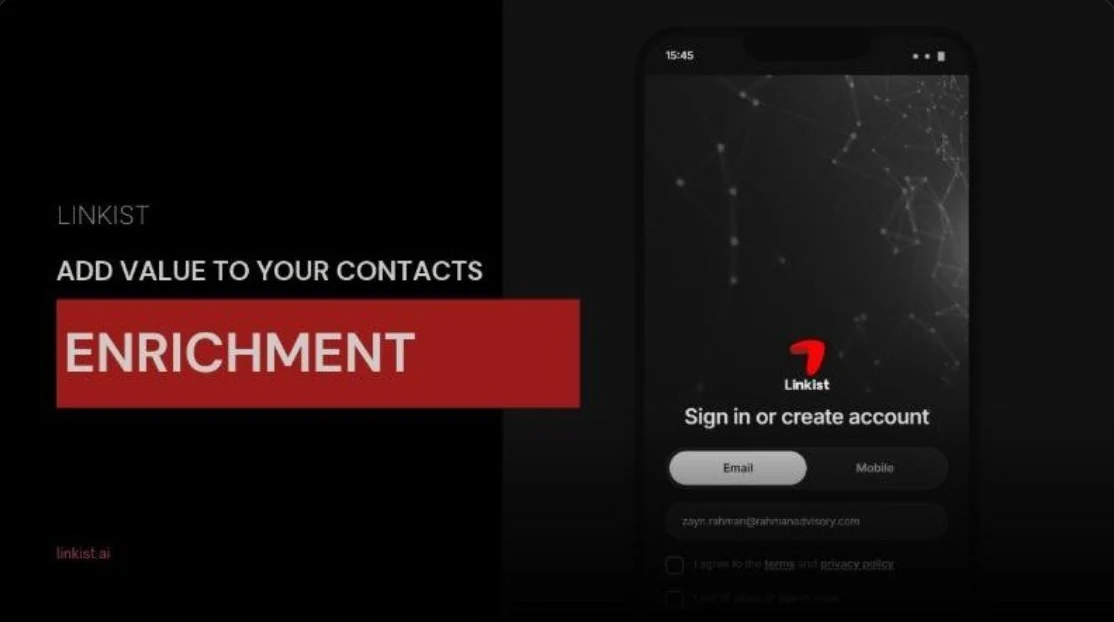 LINKIST
ADD VALUE TO YOUR CONTACTS
ENRICHMENT
linkist.ai
15:45
Linkist
Sign in or create account
Email
Mobile
zayn.rahman@rahmanadvisory.com
I agree to the terms and privacy policy